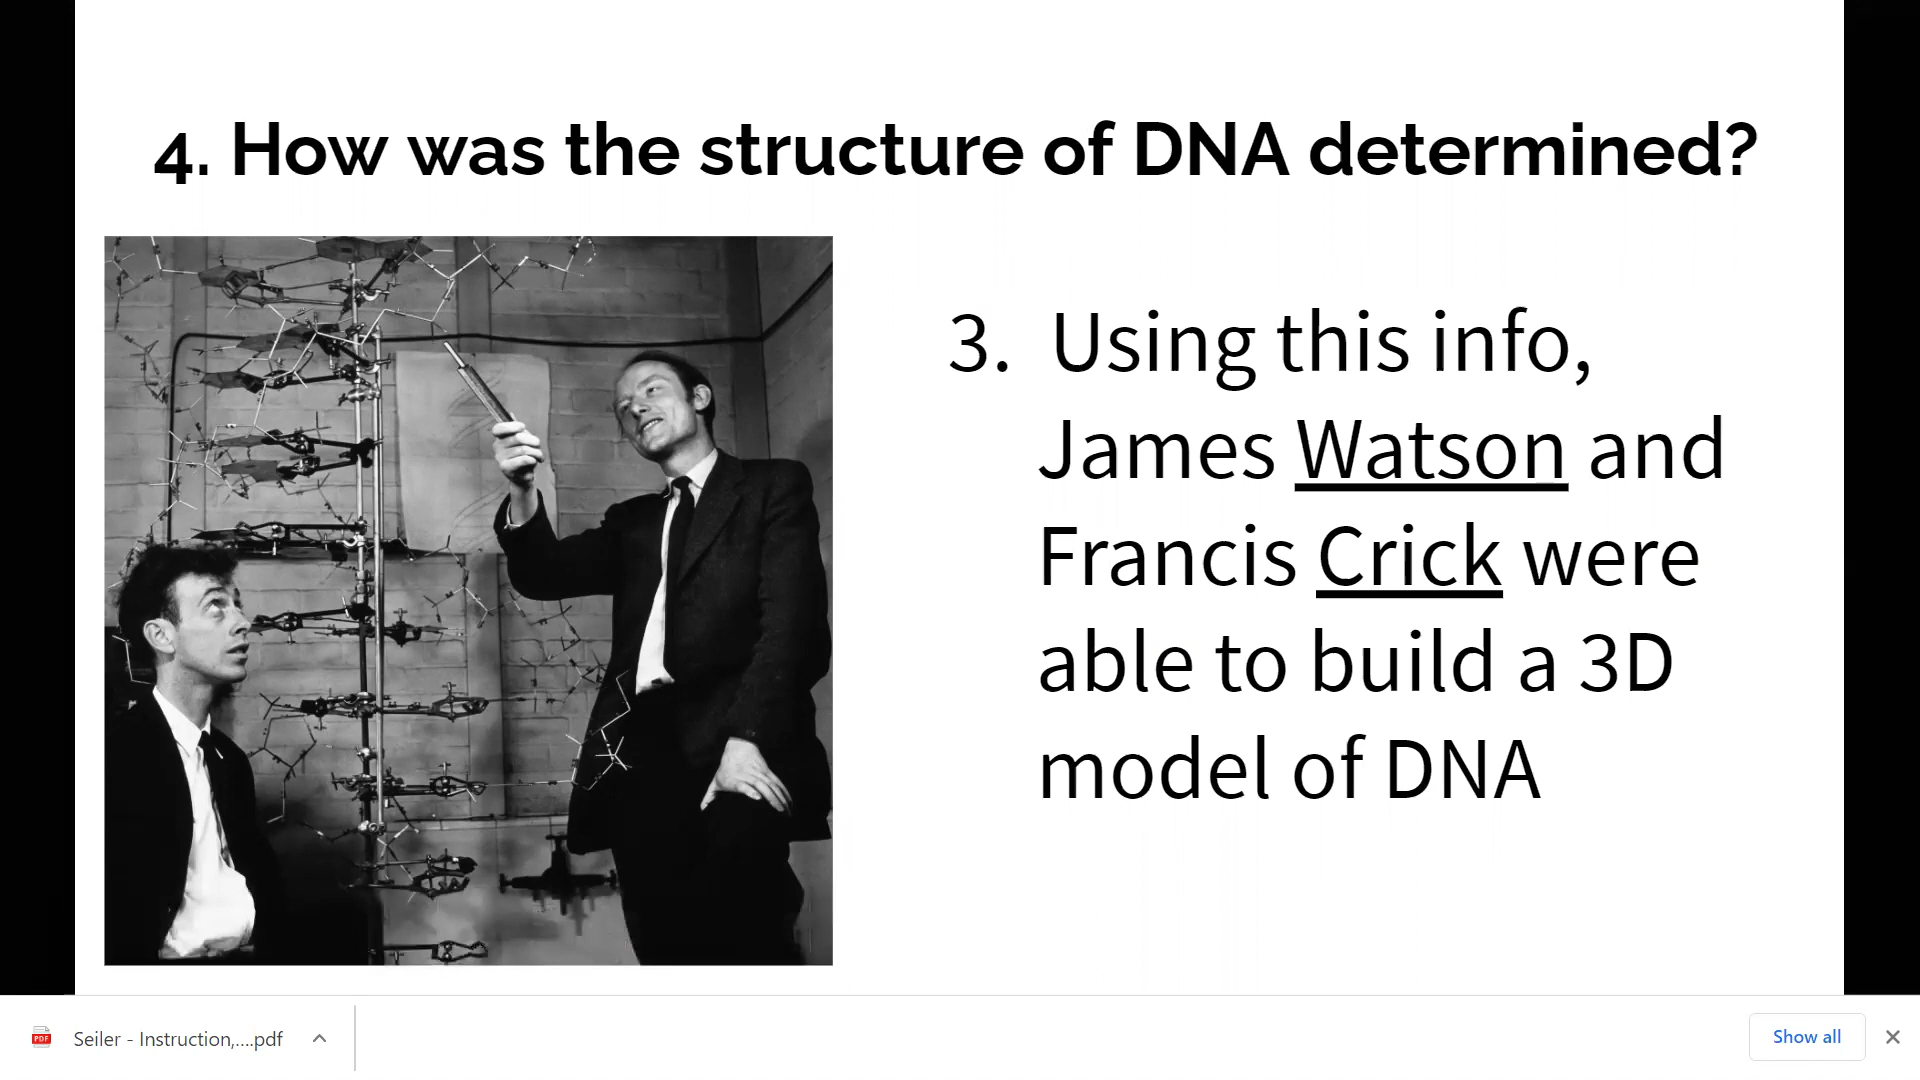 4. How was the structure of DNA determined?
3. Using this info,
James Watson and
Francis Crick were
able to build a 3D
model of DNA
PDF
Seiler - Instruction,....pdf
Show all